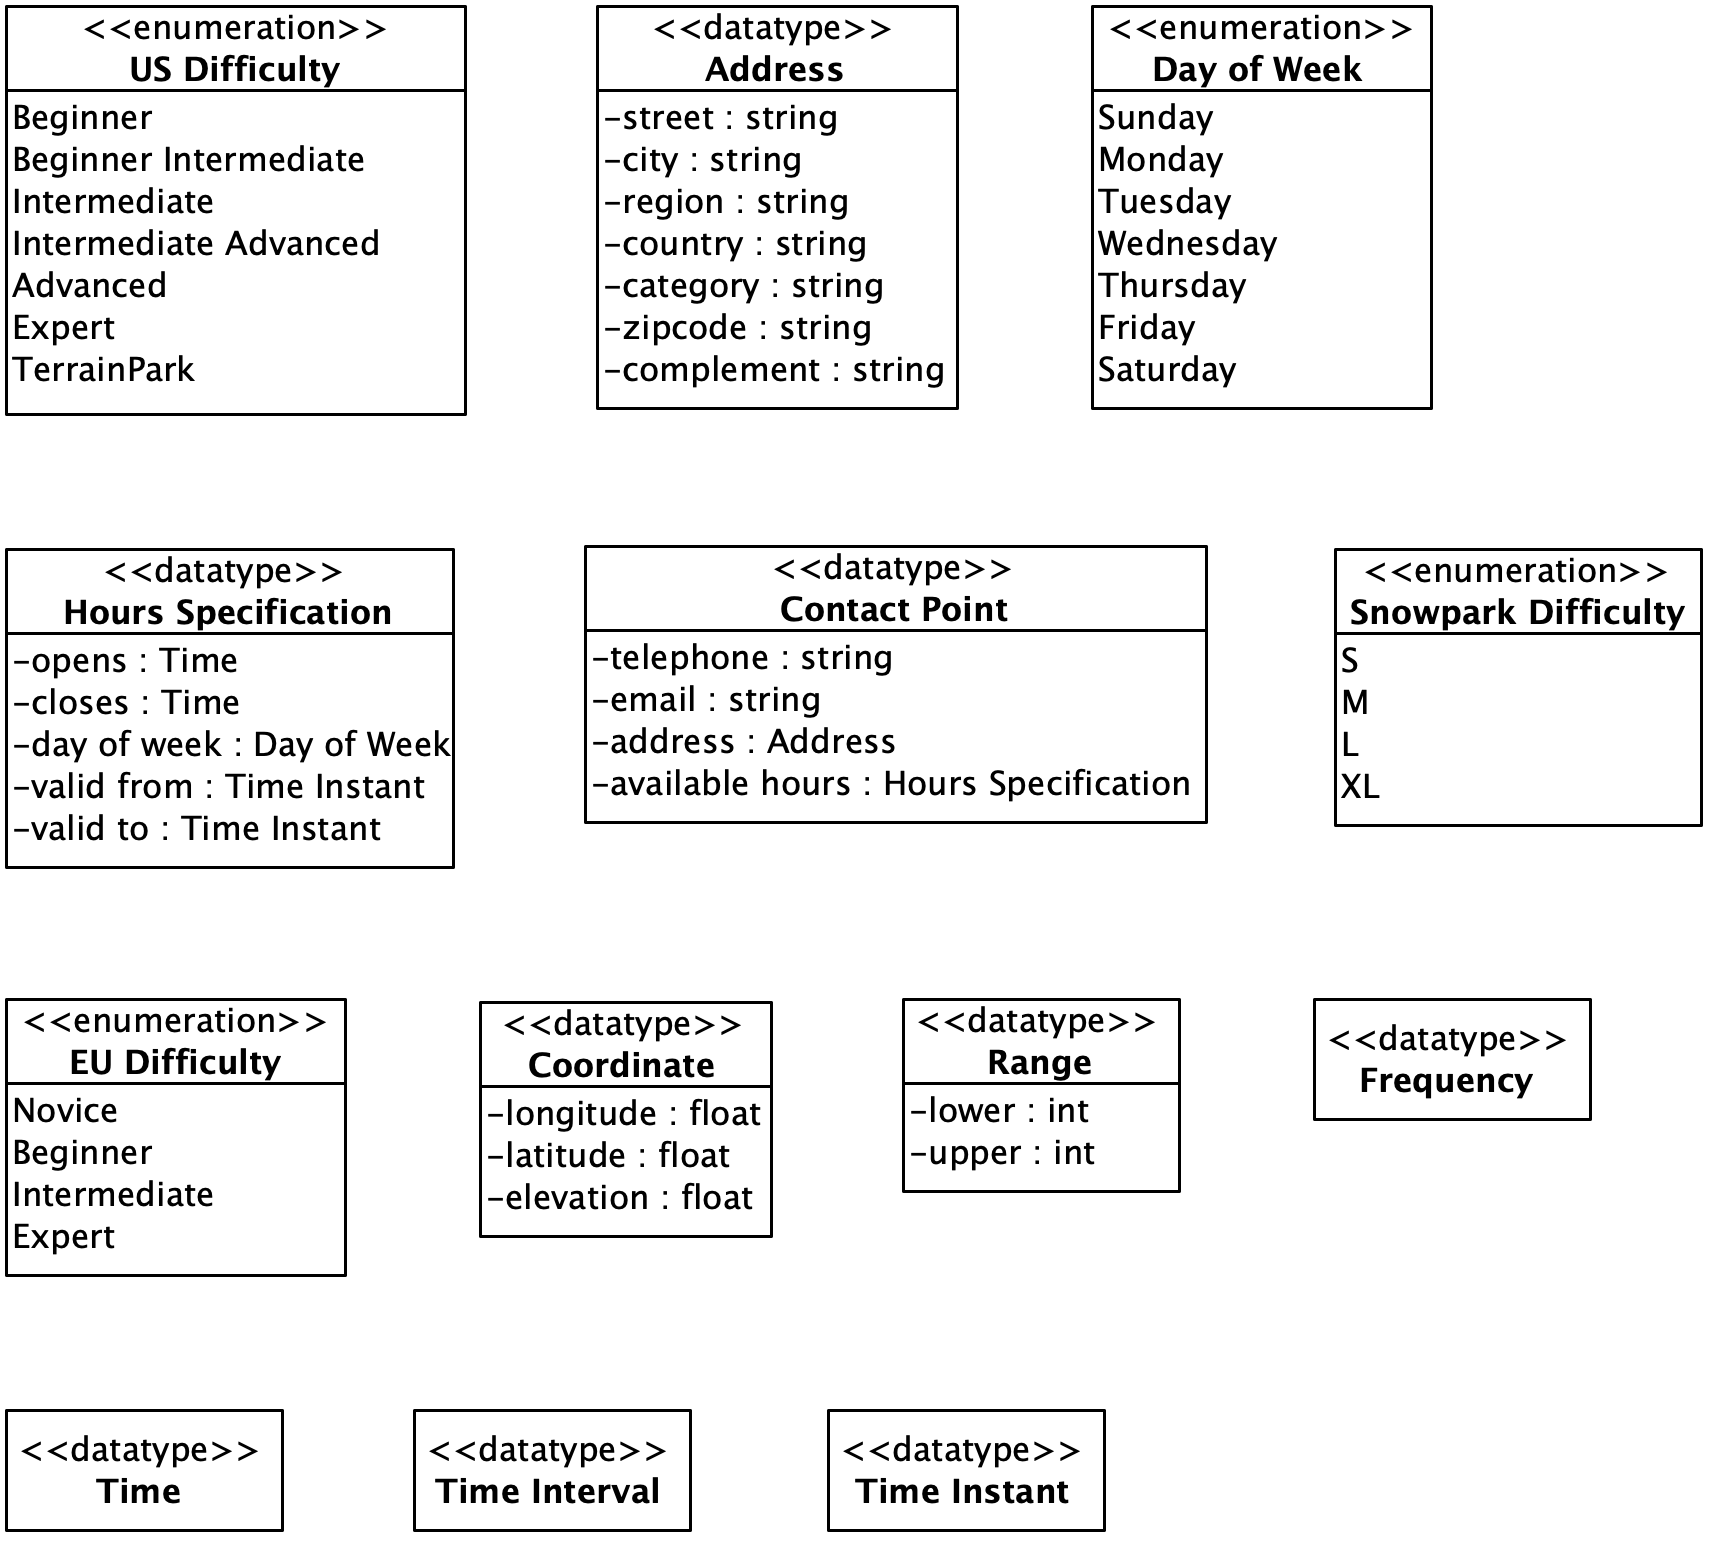 <<enumeration>>
US Difficulty
Beginner
Beginner Intermediate
Intermediate
Intermediate Advanced
Advanced
Expert
TerrainPark
<<datatype>>
Address
-street : string
-city : string
-region : string
-country : string
-category : string
-zipcode : string
-complement : string
<<enumeration>>
Day of Week
Sunday
Monday
Tuesday
Wednesday
Thursday
Friday
Saturday
<<datatype>>
Hours Specification
-opens : Time
-closes : Time
-day of week : Day of Week
-valid from : Time Instant
-valid to : Time Instant
<<datatype>>
Contact Point
-telephone : string
-email : string
-address : Address
-available hours : Hours Specification
<<enumeration>>
Snowpark Difficulty
S
M
L
XL
<<enumeration>>
EU Difficulty
Novice
Beginner
Intermediate
Expert
<<datatype>>
Coordinate
-longitude : float
-latitude : float
-elevation : float
<<datatype>>
Range
-lower : int
-upper : int
<<datatype>>
Frequency
<<datatype>>
Time
<<datatype>>
Time Interval
<<datatype>>
Time Instant